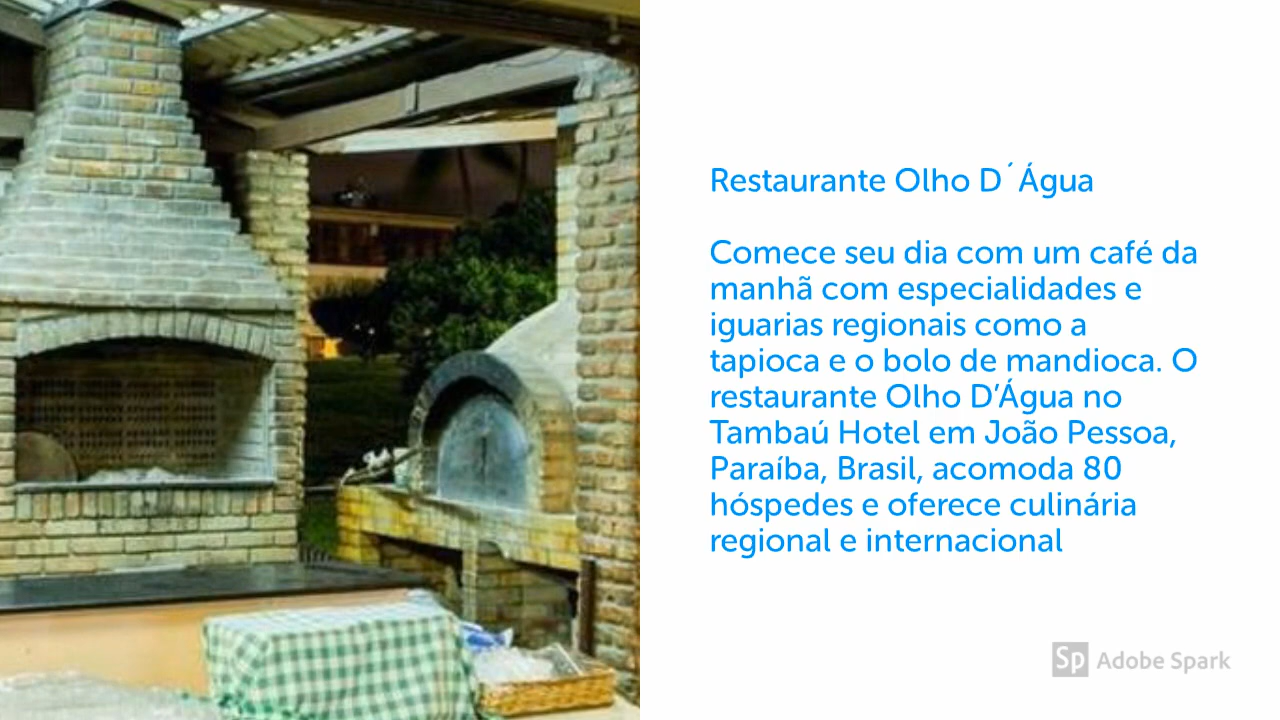 Restaurante Olho D´Água
Comece seu dia com um café da
manhã com especialidades e
iguarias regionais como a
tapioca e o bolo de mandioca. O
restaurante Olho D’Água no
Tambaú Hotel em João Pessoa,
Paraíba, Brasil, acomoda 80
hóspedes e oferece culinária
regional e internacional
Sp Adobe Spark